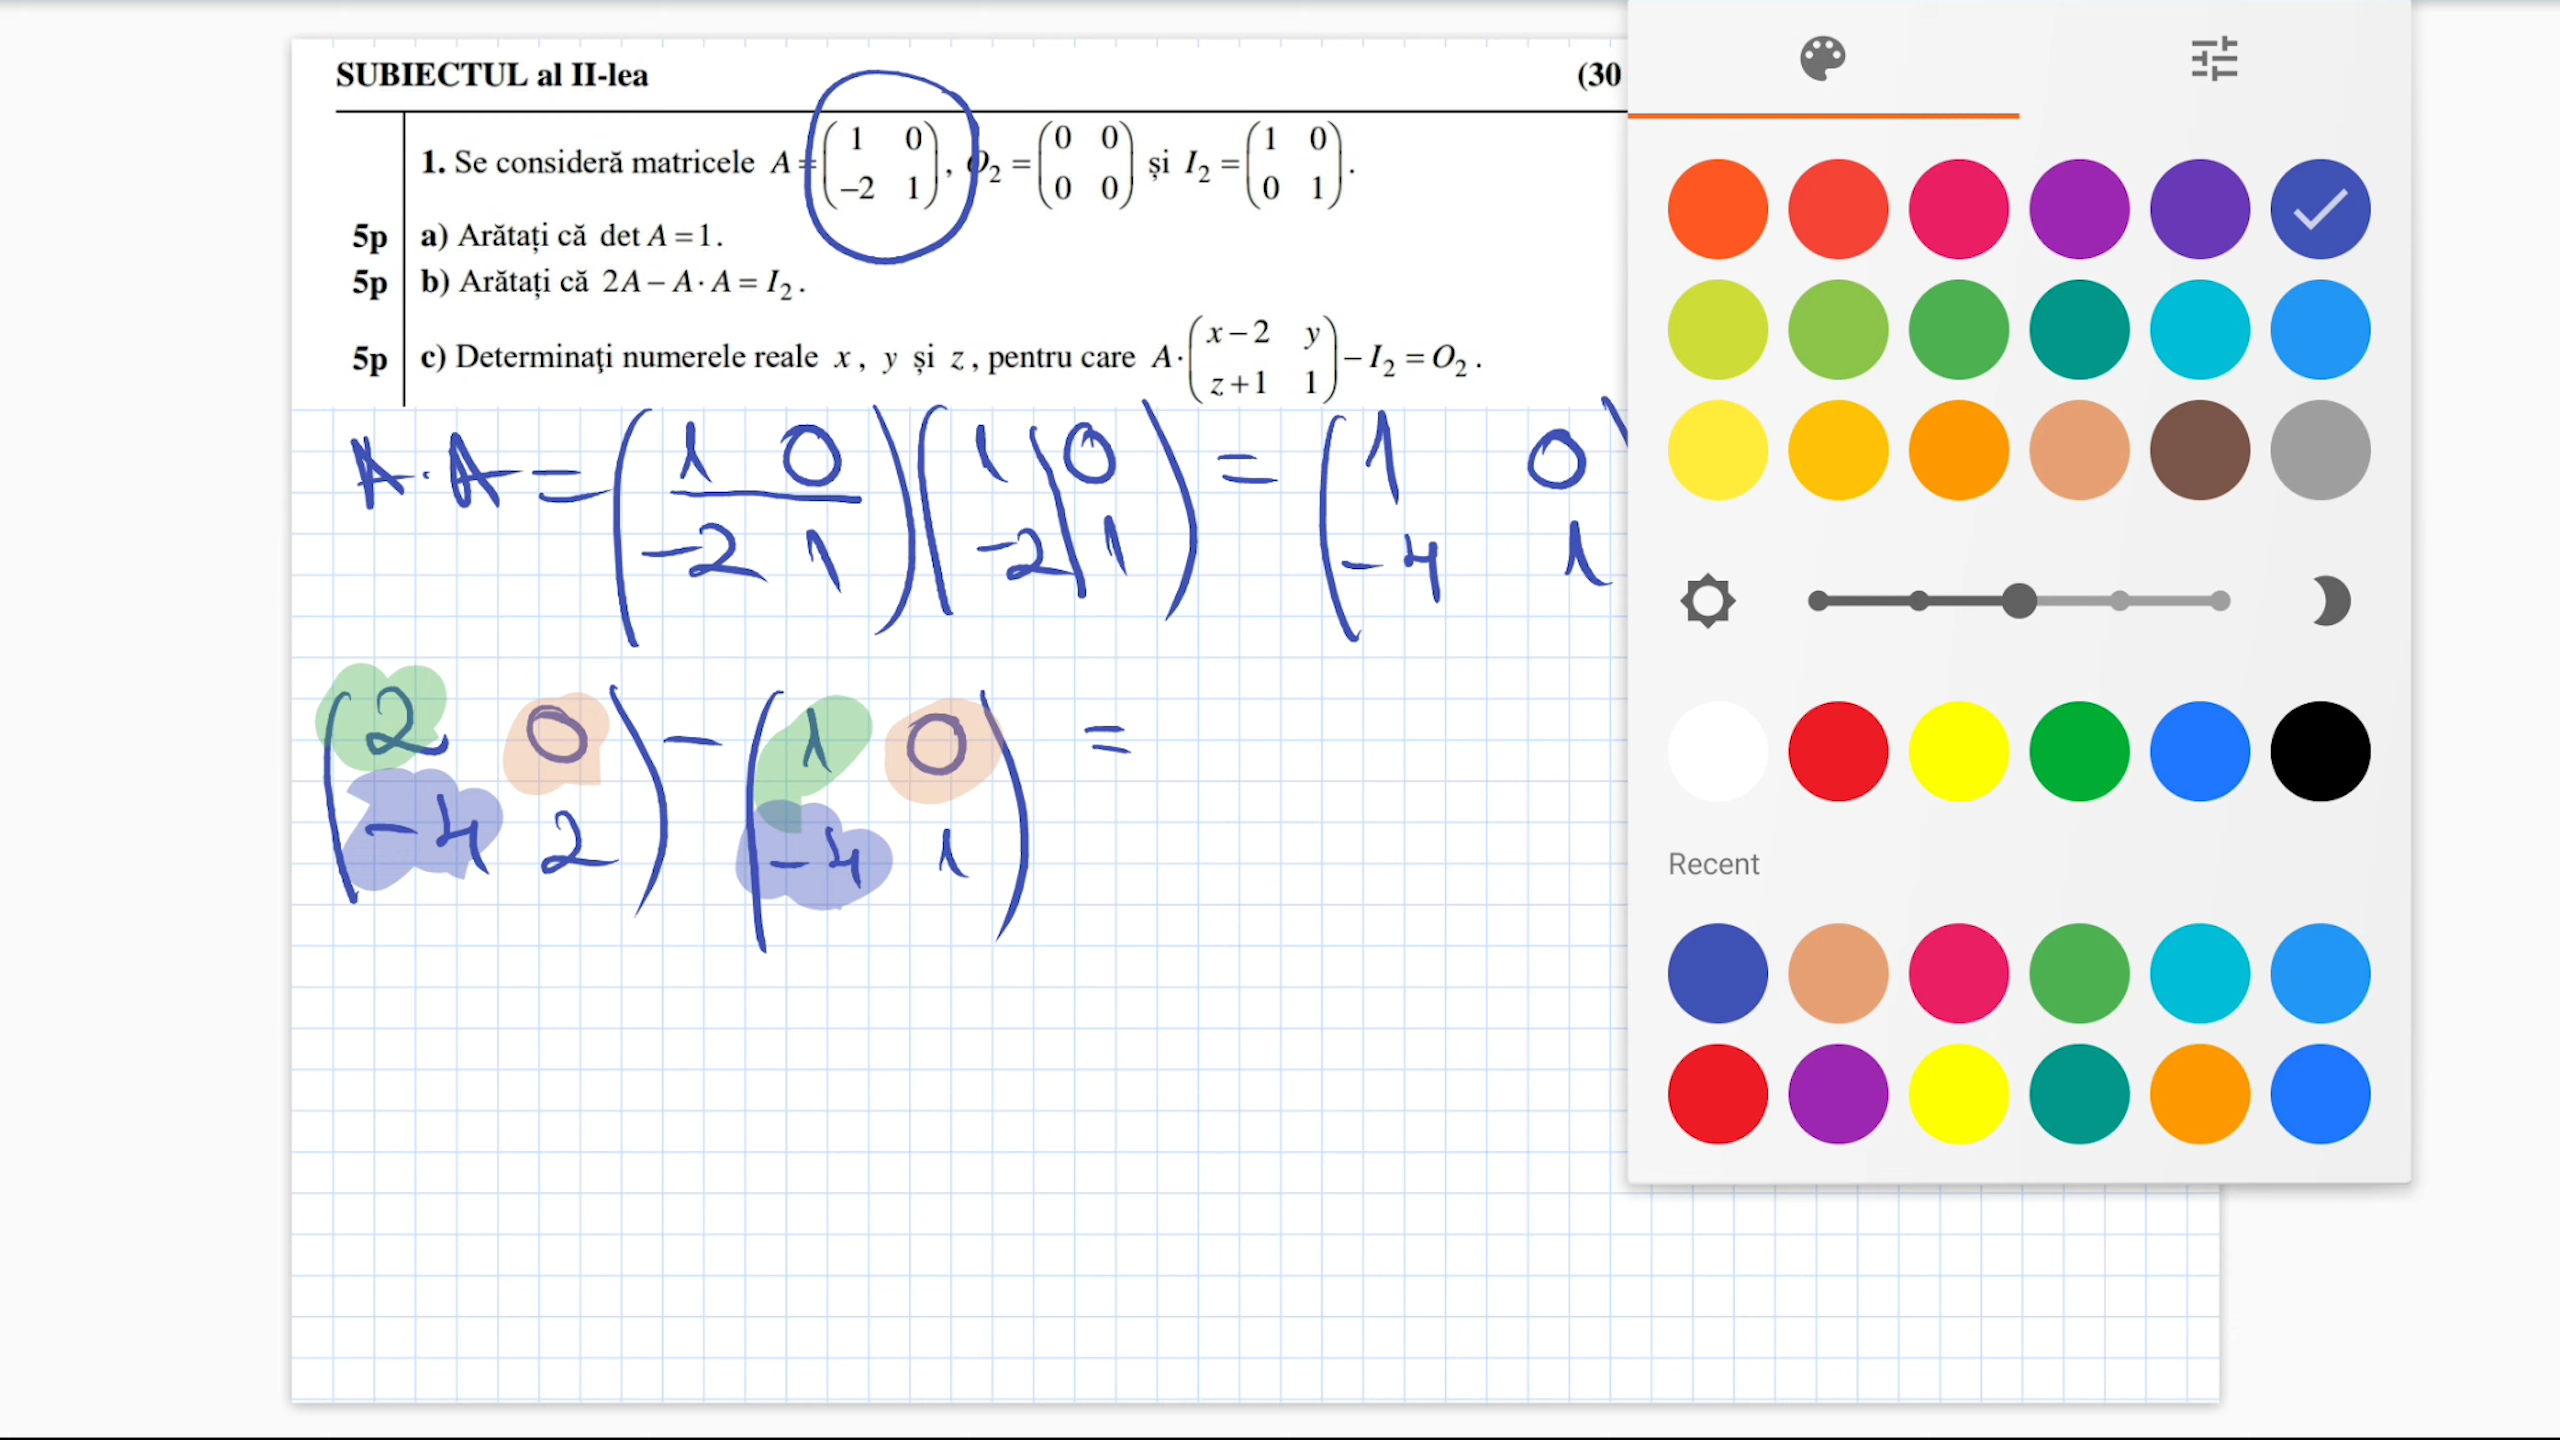 SUBIECTUL al II-lea (30
1. Se consideră matricele A = (1 0 / −2 1), O₂ = (0 0 / 0 0) și I₂ = (1 0 / 0 1).
5p a) Arătați că det A = 1.
5p b) Arătați că 2A − A · A = I₂.
5p c) Determinați numerele reale x, y și z, pentru care A · (x − 2 y / z + 1 1) − I₂ = O₂.
A · A = (1 0 / −2 1) (1 0 / −2 1) = (1 0 / −4 1
(2 0 / −4 2) − (1 0 / −4 1) =
Recent